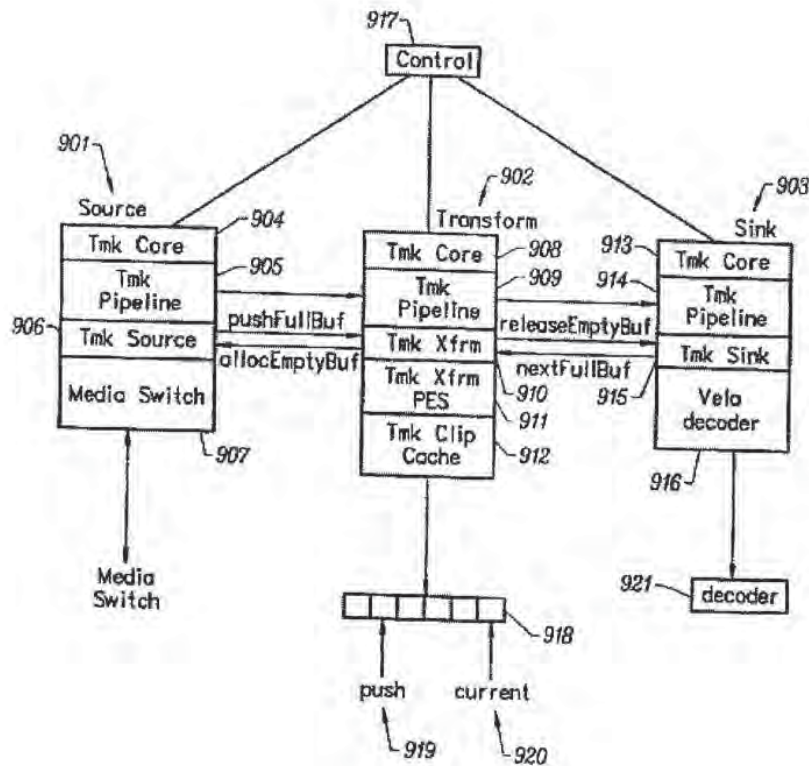 917
Control
901
Source
904
Tmk Core
905
Tmk
Pipeline
906
Tmk Source
Media Switch
907
Media
Switch
pushFullBuf
allocEmptyBuf
902
Transform
908
Tmk Core
909
Tmk
Pipeline
Tmk Xfrm
910
Tmk Xfrm
PES
911
Tmk Clip
Cache
912
releaseEmptyBuf
nextFullBuf
903
Sink
913
Tmk Core
914
Tmk
Pipeline
Tmk Sink
915
Vela
decoder
916
921
decoder
918
push
current
919
920